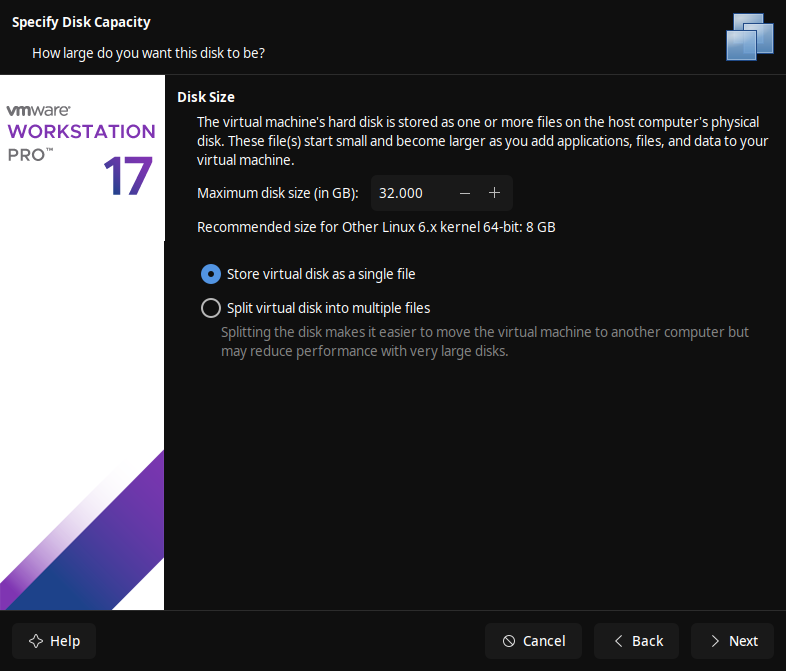 Specify Disk Capacity
How large do you want this disk to be?
vmware®
WORKSTATION
PRO™
17
Disk Size
The virtual machine's hard disk is stored as one or more files on the host computer's physical
disk. These file(s) start small and become larger as you add applications, files, and data to your
virtual machine.
Maximum disk size (in GB): 32.000 − +
Recommended size for Other Linux 6.x kernel 64-bit: 8 GB
Store virtual disk as a single file
Split virtual disk into multiple files
Splitting the disk makes it easier to move the virtual machine to another computer but
may reduce performance with very large disks.
Help Cancel Back Next